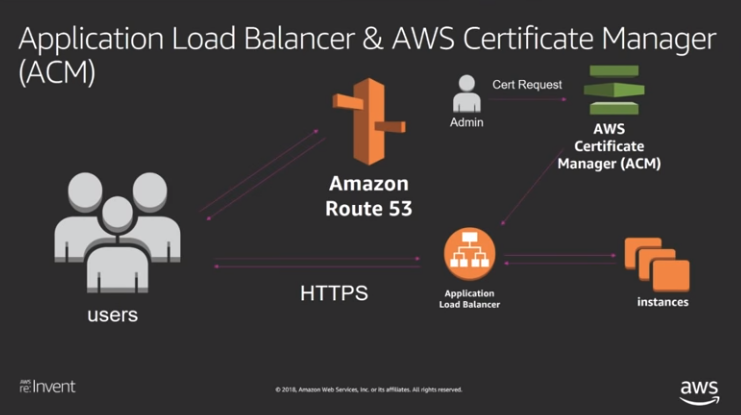 Application Load Balancer & AWS Certificate Manager
(ACM)
Cert Request
Admin
AWS
Certificate
Manager (ACM)
Amazon
Route 53
users
HTTPS
Application
Load Balancer
instances
AWS
re:Invent
© 2018, Amazon Web Services, Inc. or its affiliates. All rights reserved.
aws